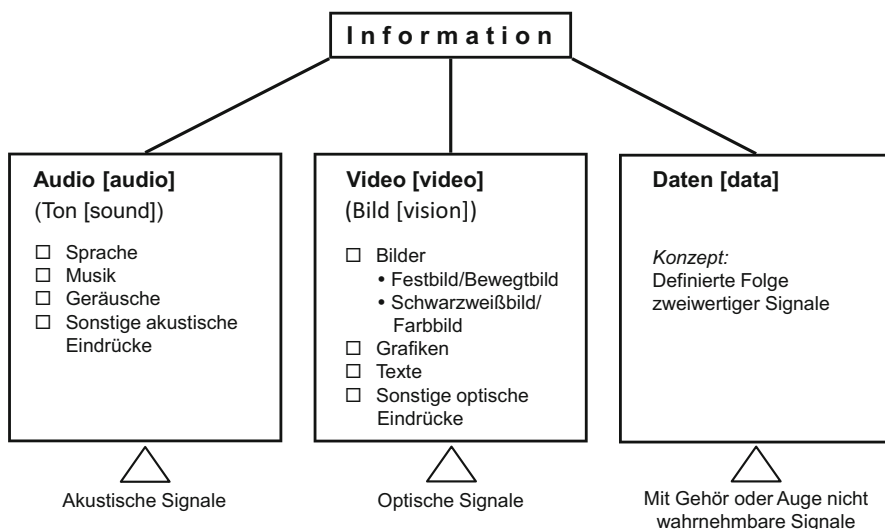 Information
Audio [audio]
(Ton [sound])
☐ Sprache
☐ Musik
☐ Geräusche
☐ Sonstige akustische
Eindrücke
Akustische Signale
Video [video]
(Bild [vision])
☐ Bilder
• Festbild/Bewegtbild
• Schwarzweißbild/
Farbbild
☐ Grafiken
☐ Texte
☐ Sonstige optische
Eindrücke
Optische Signale
Daten [data]
Konzept:
Definierte Folge
zweiwertiger Signale
Mit Gehör oder Auge nicht
wahrnehmbare Signale